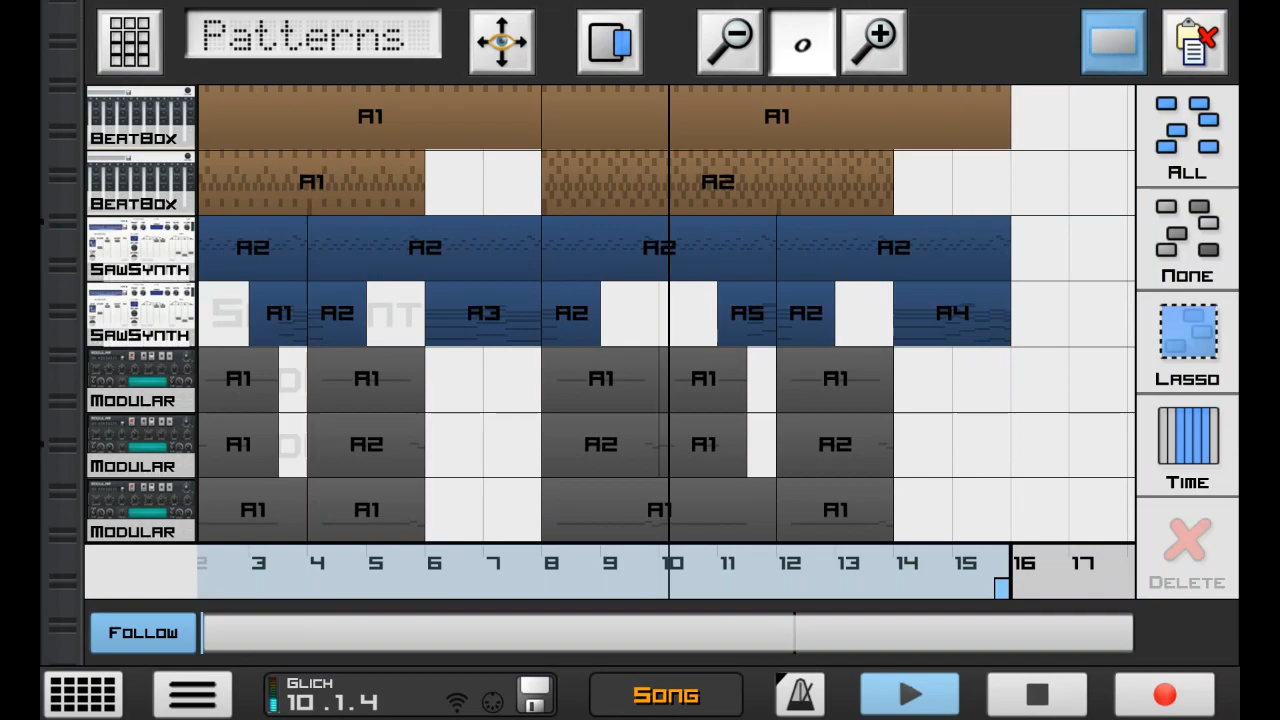 Patterns
o
BeatBox A1 A1
BeatBox A1 A2
SawSynth A2 A2 A2 A2
SawSynth A1 A2 A3 A2 A5 A2 A4
Modular A1 A1 A1 A1 A1
Modular A1 A2 A2 A1 A2
Modular A1 A1 A1 A1
2 3 4 5 6 7 8 9 10 11 12 13 14 15 16 17
All
None
Lasso
Time
Delete
Follow
Glich
10 .1.4
Song